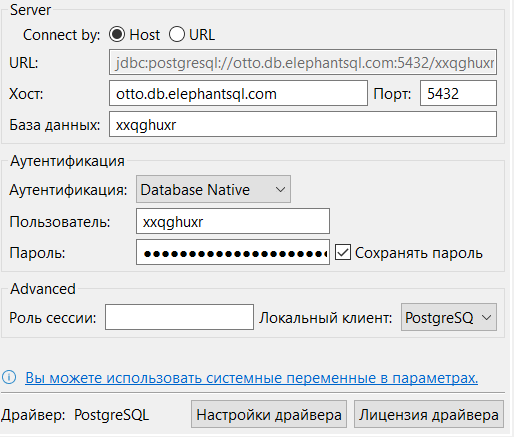 Server
Connect by: Host URL
URL: jdbc:postgresql://otto.db.elephantsql.com:5432/xxqghuxr
Хост: otto.db.elephantsql.com Порт: 5432
База данных: xxqghuxr
Аутентификация
Аутентификация: Database Native
Пользователь: xxqghuxr
Пароль: ●●●●●●●●●●●●●●●●●●●●● Сохранять пароль
Advanced
Роль сессии: Локальный клиент: PostgreSQ
Вы можете использовать системные переменные в параметрах.
Драйвер: PostgreSQL Настройки драйвера Лицензия драйвера